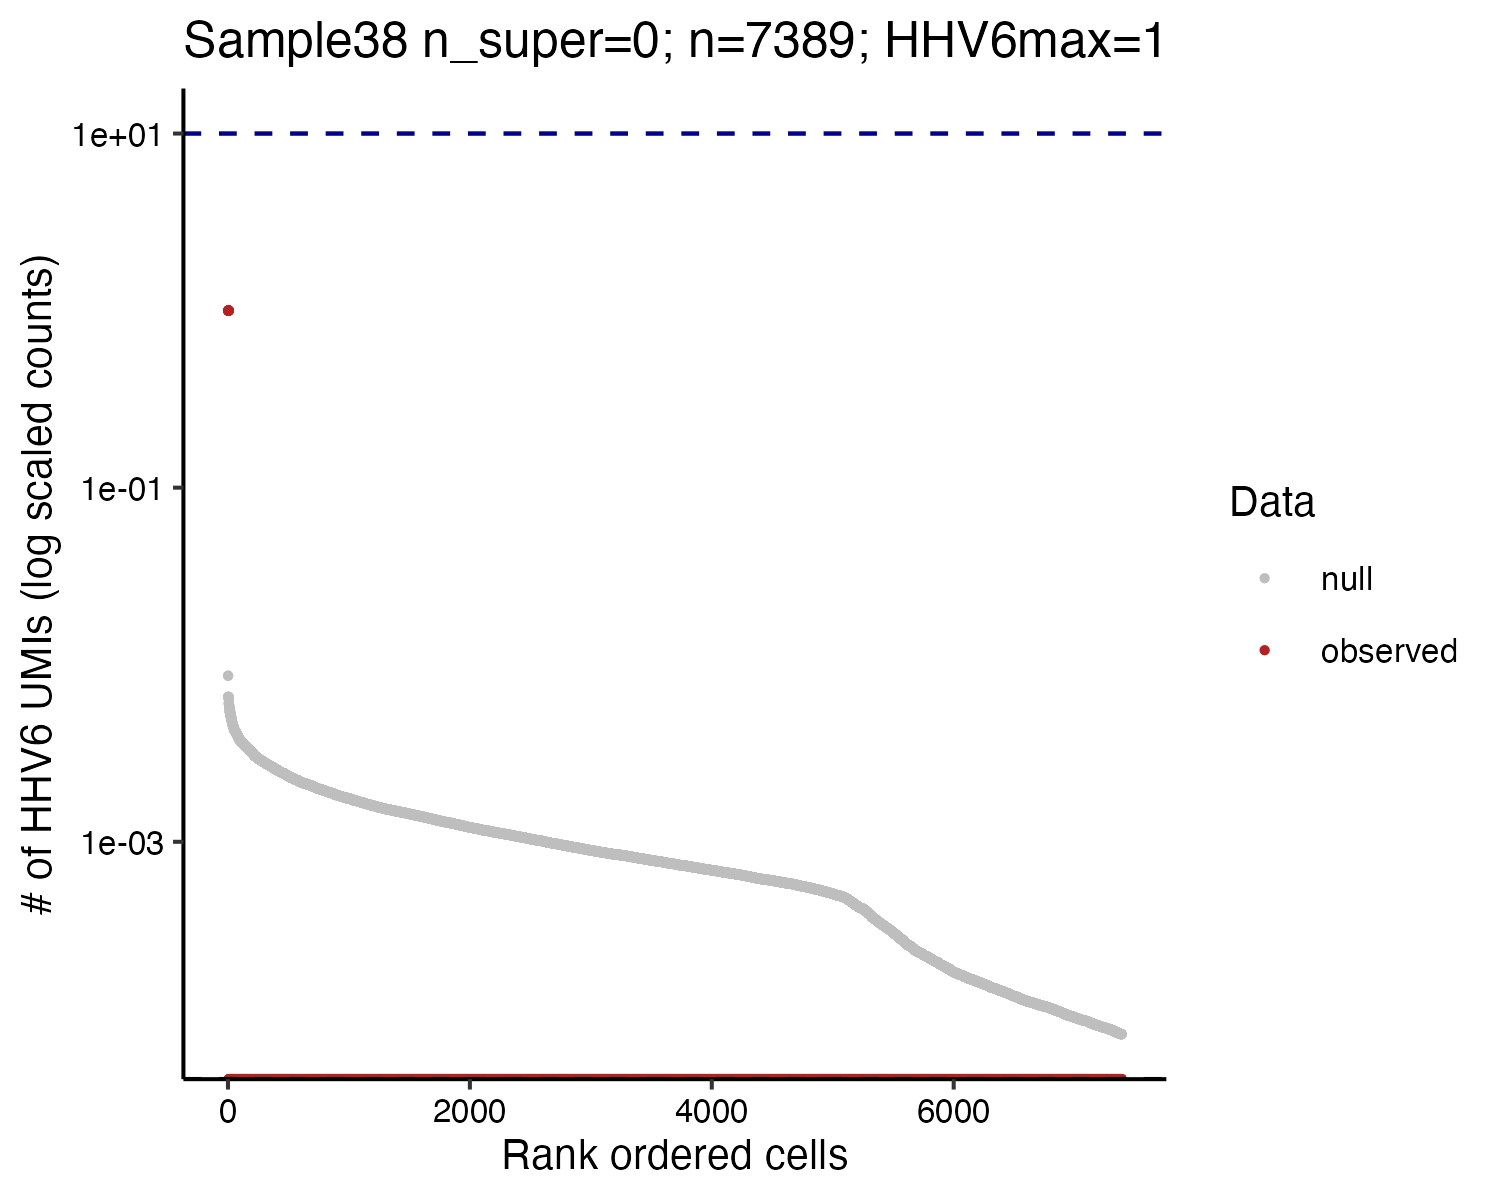 Sample38 n_super=0; n=7389; HHV6max=1
# of HHV6 UMIs (log scaled counts)
1e+01
1e-01
1e-03
0 2000 4000 6000
Rank ordered cells
Data
null
observed